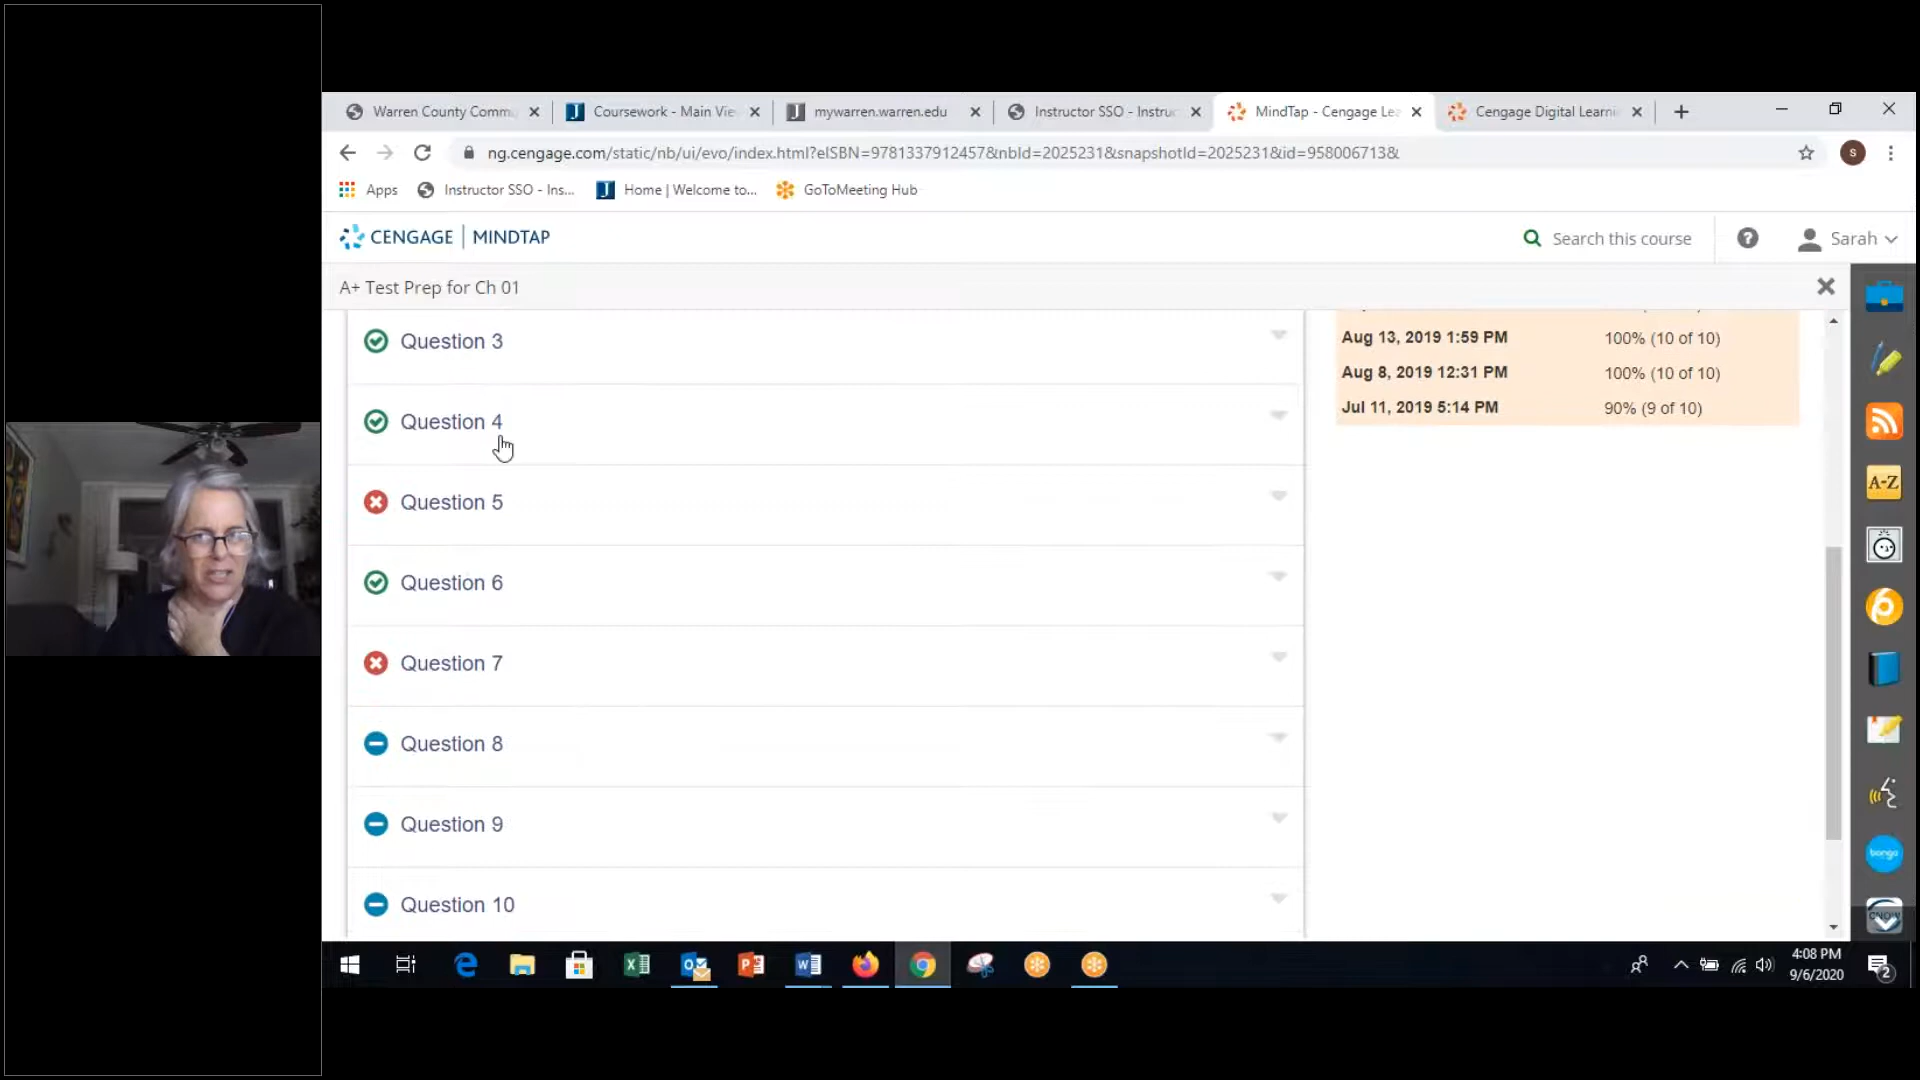 Warren County Commu
Coursework - Main Vie
mywarren.warren.edu
Instructor SSO - Instruc
MindTap - Cengage Lea
Cengage Digital Learni
ng.cengage.com/static/nb/ui/evo/index.html?eISBN=9781337912457&nbId=2025231&snapshotId=2025231&id=958006713&
S
Apps
Instructor SSO - Ins...
Home | Welcome to...
GoToMeeting Hub
CENGAGE | MINDTAP
Search this course
Sarah
A+ Test Prep for Ch 01
Question 3
Question 4
Question 5
Question 6
Question 7
Question 8
Question 9
Question 10
Aug 13, 2019 1:59 PM 100% (10 of 10)
Aug 8, 2019 12:31 PM 100% (10 of 10)
Jul 11, 2019 5:14 PM 90% (9 of 10)
A-Z
bongo
CNOW
4:08 PM
9/6/2020
2